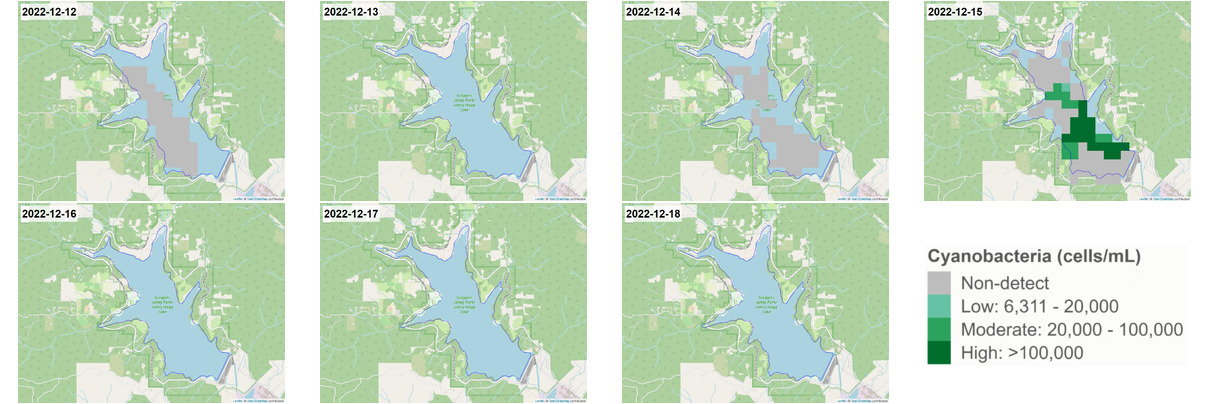 2022-12-12
2022-12-13
2022-12-14
2022-12-15
2022-12-16
2022-12-17
2022-12-18
Cyanobacteria (cells/mL)
Non-detect
Low: 6,311 - 20,000
Moderate: 20,000 - 100,000
High: >100,000